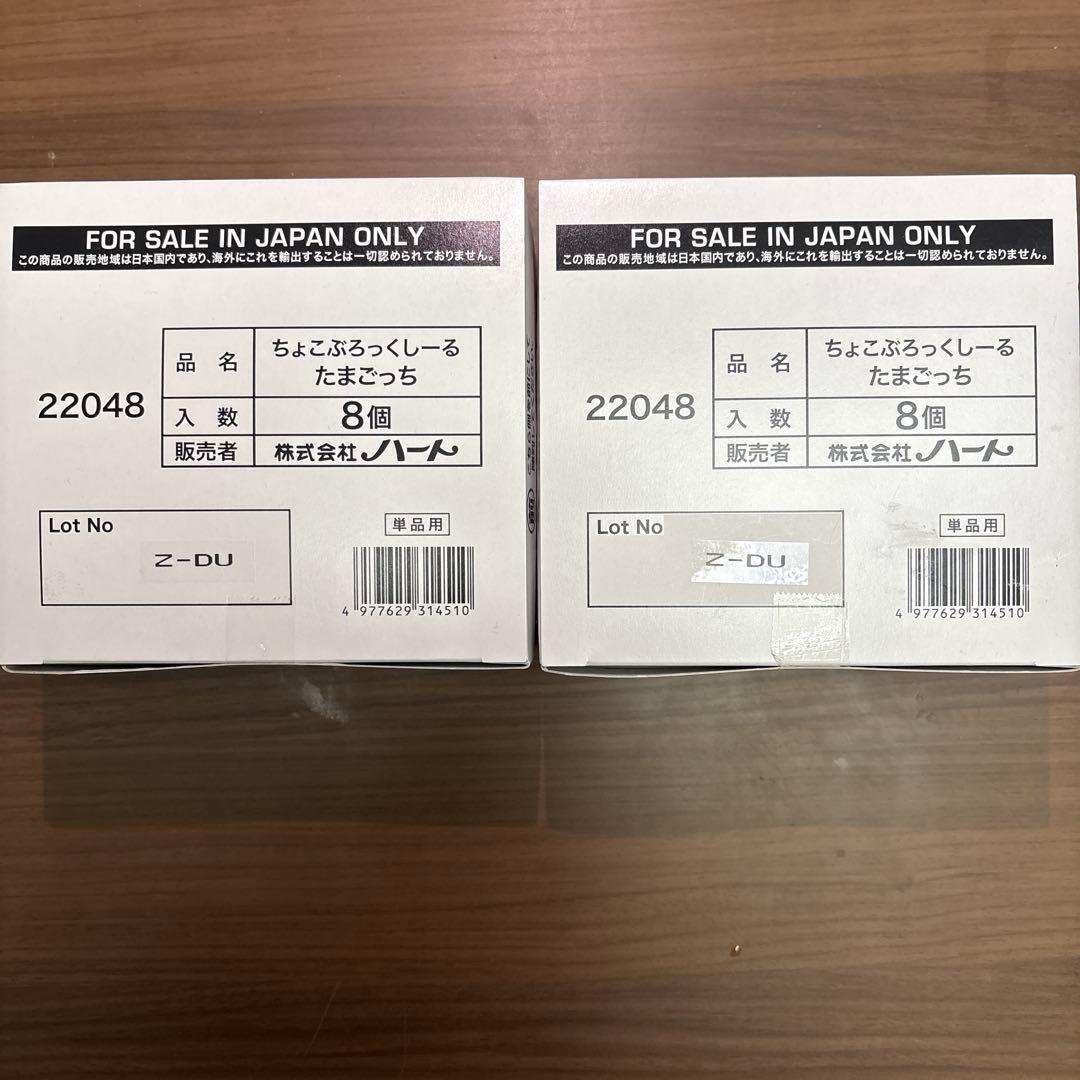 FOR SALE IN JAPAN ONLY
この商品の販売地域は日本国内であり、海外にこれを輸出することは一切認められておりません。
22048
品 名
ちょこぶろっくしーる
たまごっち
入 数
8個
販売者
株式会社ハート
Lot No
Z-DU
単品用
4 977629 314510
FOR SALE IN JAPAN ONLY
この商品の販売地域は日本国内であり、海外にこれを輸出することは一切認められておりません。
22048
品 名
ちょこぶろっくしーる
たまごっち
入 数
8個
販売者
株式会社ハート
Lot No
Z-DU
単品用
4 977629 314510